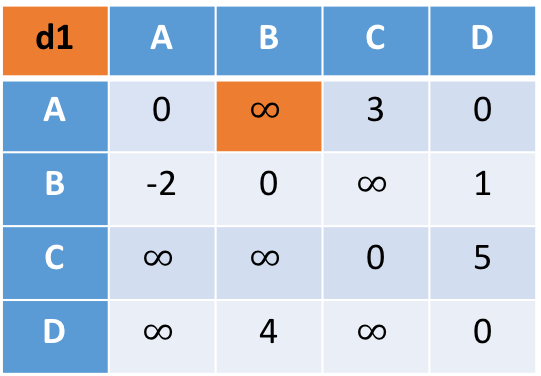 d1 A B C D
A 0 ∞ 3 0
B -2 0 ∞ 1
C ∞ ∞ 0 5
D ∞ 4 ∞ 0